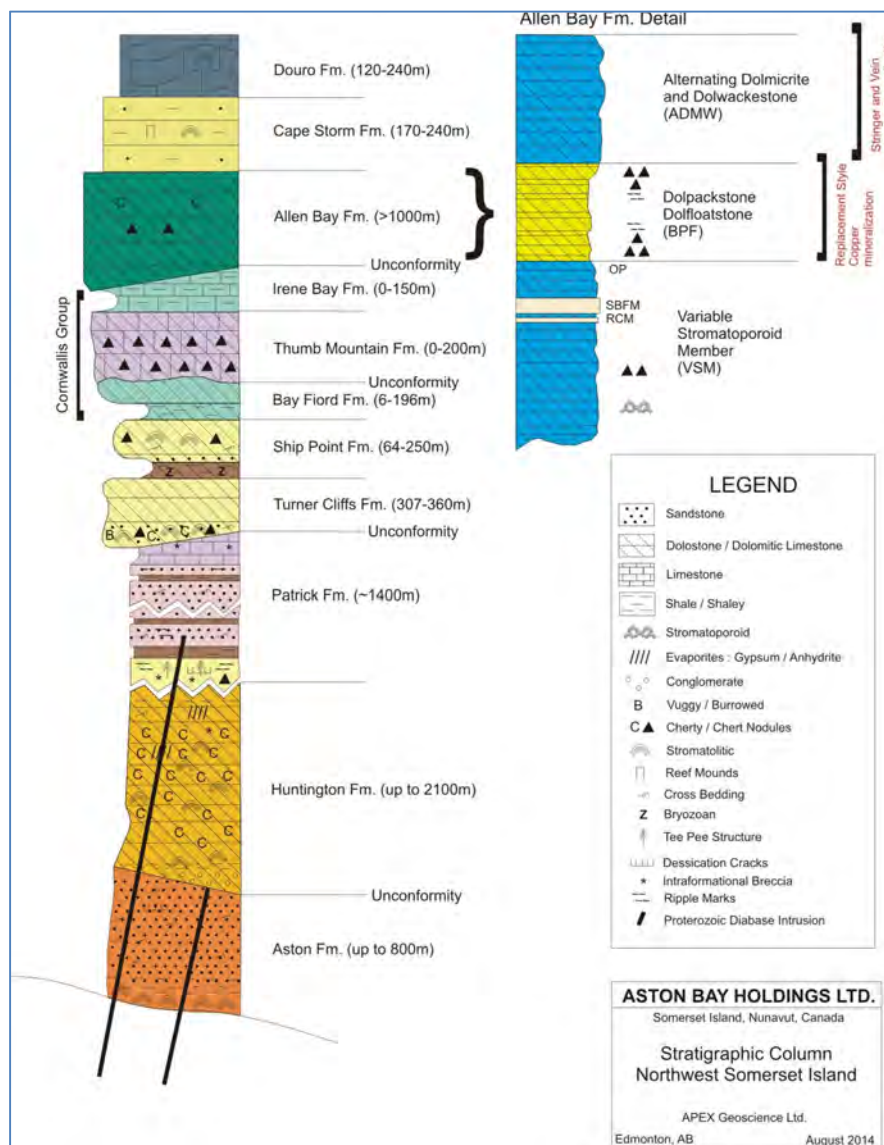 Allen Bay Fm. Detail
Douro Fm. (120-240m)
Cape Storm Fm. (170-240m)
C C
Allen Bay Fm. (>1000m)
Unconformity
Irene Bay Fm. (0-150m)
Thumb Mountain Fm. (0-200m)
Unconformity
Bay Fiord Fm. (6-196m)
Cornwallis Group
Ship Point Fm. (64-250m)
Z Z
Turner Cliffs Fm. (307-360m)
Unconformity
B C C
Patrick Fm. (~1400m)
Huntington Fm. (up to 2100m)
C C
C C C
C C
C C
C C
C
C C
C
Unconformity
Aston Fm. (up to 800m)
Alternating Dolmicrite
and Dolwackestone
(ADMW)
Stringer and Vein
Dolpackstone
Dolfloatstone
(BPF)
Replacement Style
Copper
mineralization
OP
SBFM
RCM
Variable
Stromatoporoid
Member
(VSM)
LEGEND
Sandstone
Dolostone / Dolomitic Limestone
Limestone
Shale / Shaley
Stromatoporoid
Evaporites : Gypsum / Anhydrite
Conglomerate
B Vuggy / Burrowed
C Cherty / Chert Nodules
Stromatolitic
Reef Mounds
Cross Bedding
Z Bryozoan
Tee Pee Structure
Dessication Cracks
* Intraformational Breccia
Ripple Marks
Proterozoic Diabase Intrusion
ASTON BAY HOLDINGS LTD.
Somerset Island, Nunavut, Canada
Stratigraphic Column
Northwest Somerset Island
APEX Geoscience Ltd.
Edmonton, AB August 2014